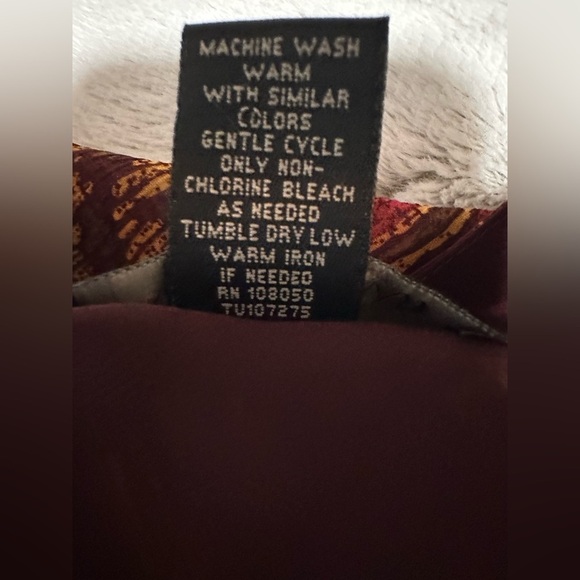 MACHINE WASH
WARM
WITH SIMILAR
COLORS
GENTLE CYCLE
ONLY NON-
CHLORINE BLEACH
AS NEEDED
TUMBLE DRY LOW
WARM IRON
IF NEEDED
RN 108050
TU107275